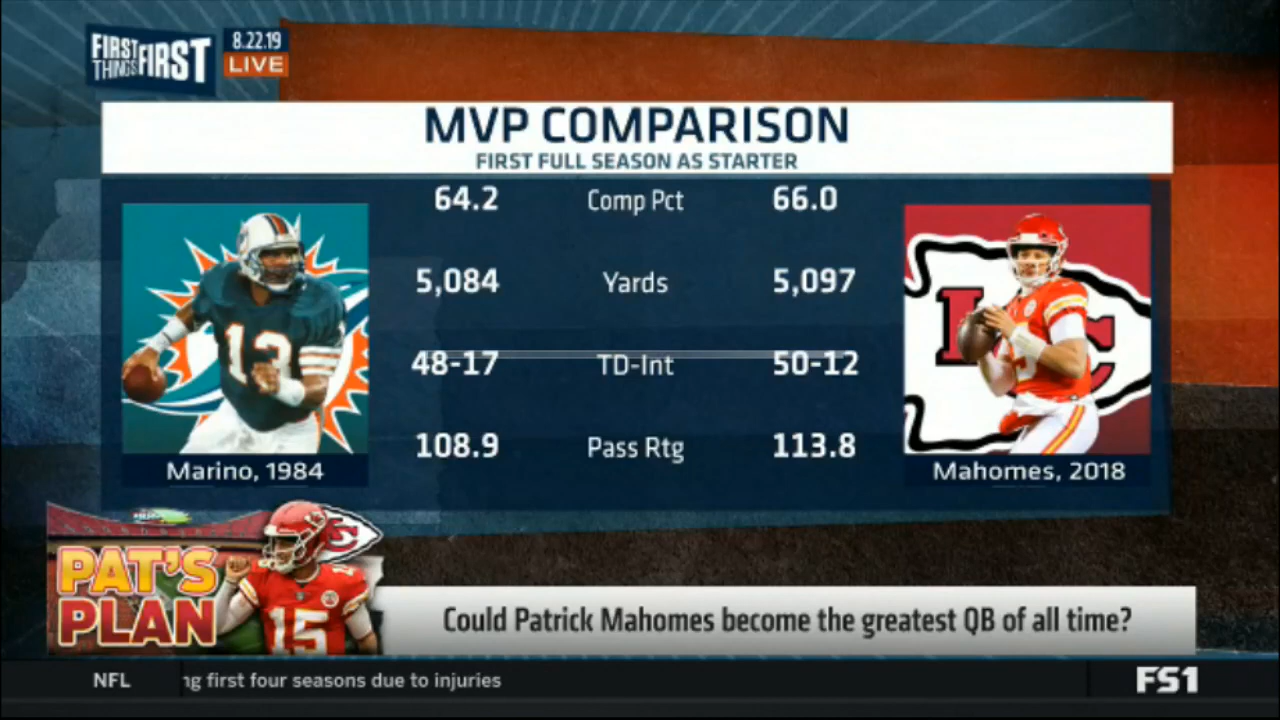 FIRST THINGS FIRST
8.22.19
LIVE
MVP COMPARISON
FIRST FULL SEASON AS STARTER
64.2 Comp Pct 66.0
5,084 Yards 5,097
48-17 TD-Int 50-12
108.9 Pass Rtg 113.8
13
KC
Marino, 1984
Mahomes, 2018
PAT'S
PLAN
15
Could Patrick Mahomes become the greatest QB of all time?
NFL
first four seasons due to injuries
FS1